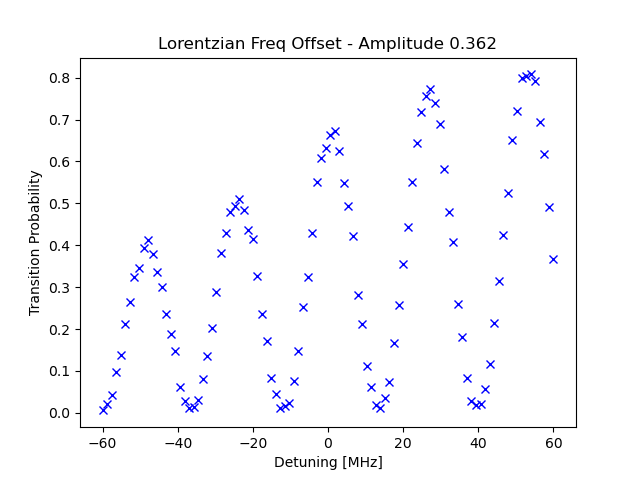 Lorentzian Freq Offset - Amplitude 0.362
0.8
0.7
0.6
0.5
0.4
0.3
0.2
0.1
0.0
Transition Probability
−60 −40 −20 0 20 40 60
Detuning [MHz]